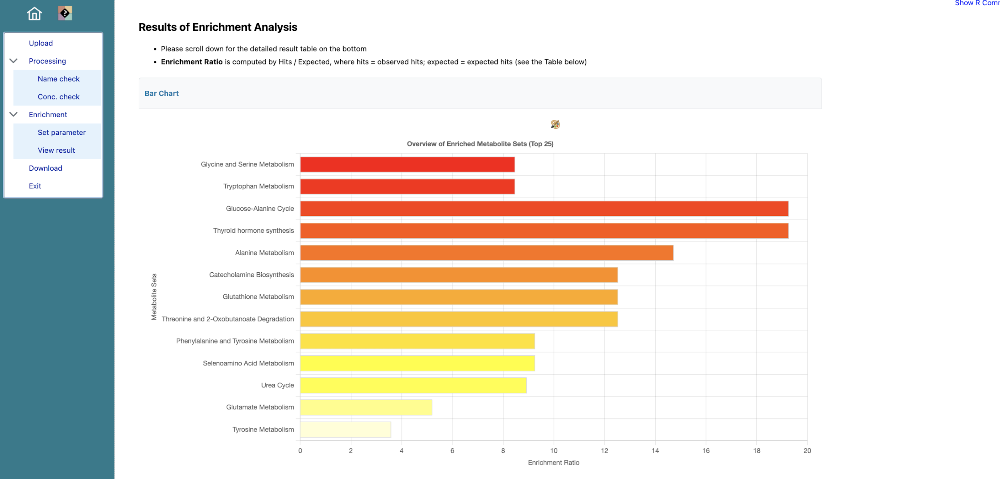 Show R Comm
Upload
Processing
Name check
Conc. check
Enrichment
Set parameter
View result
Download
Exit
Results of Enrichment Analysis
• Please scroll down for the detailed result table on the bottom
• Enrichment Ratio is computed by Hits / Expected, where hits = observed hits; expected = expected hits (see the Table below)
Bar Chart
Overview of Enriched Metabolite Sets (Top 25)
Metabolite Sets
Glycine and Serine Metabolism
Tryptophan Metabolism
Glucose-Alanine Cycle
Thyroid hormone synthesis
Alanine Metabolism
Catecholamine Biosynthesis
Glutathione Metabolism
Threonine and 2-Oxobutanoate Degradation
Phenylalanine and Tyrosine Metabolism
Selenoamino Acid Metabolism
Urea Cycle
Glutamate Metabolism
Tyrosine Metabolism
0 2 4 6 8 10 12 14 16 18 20
Enrichment Ratio